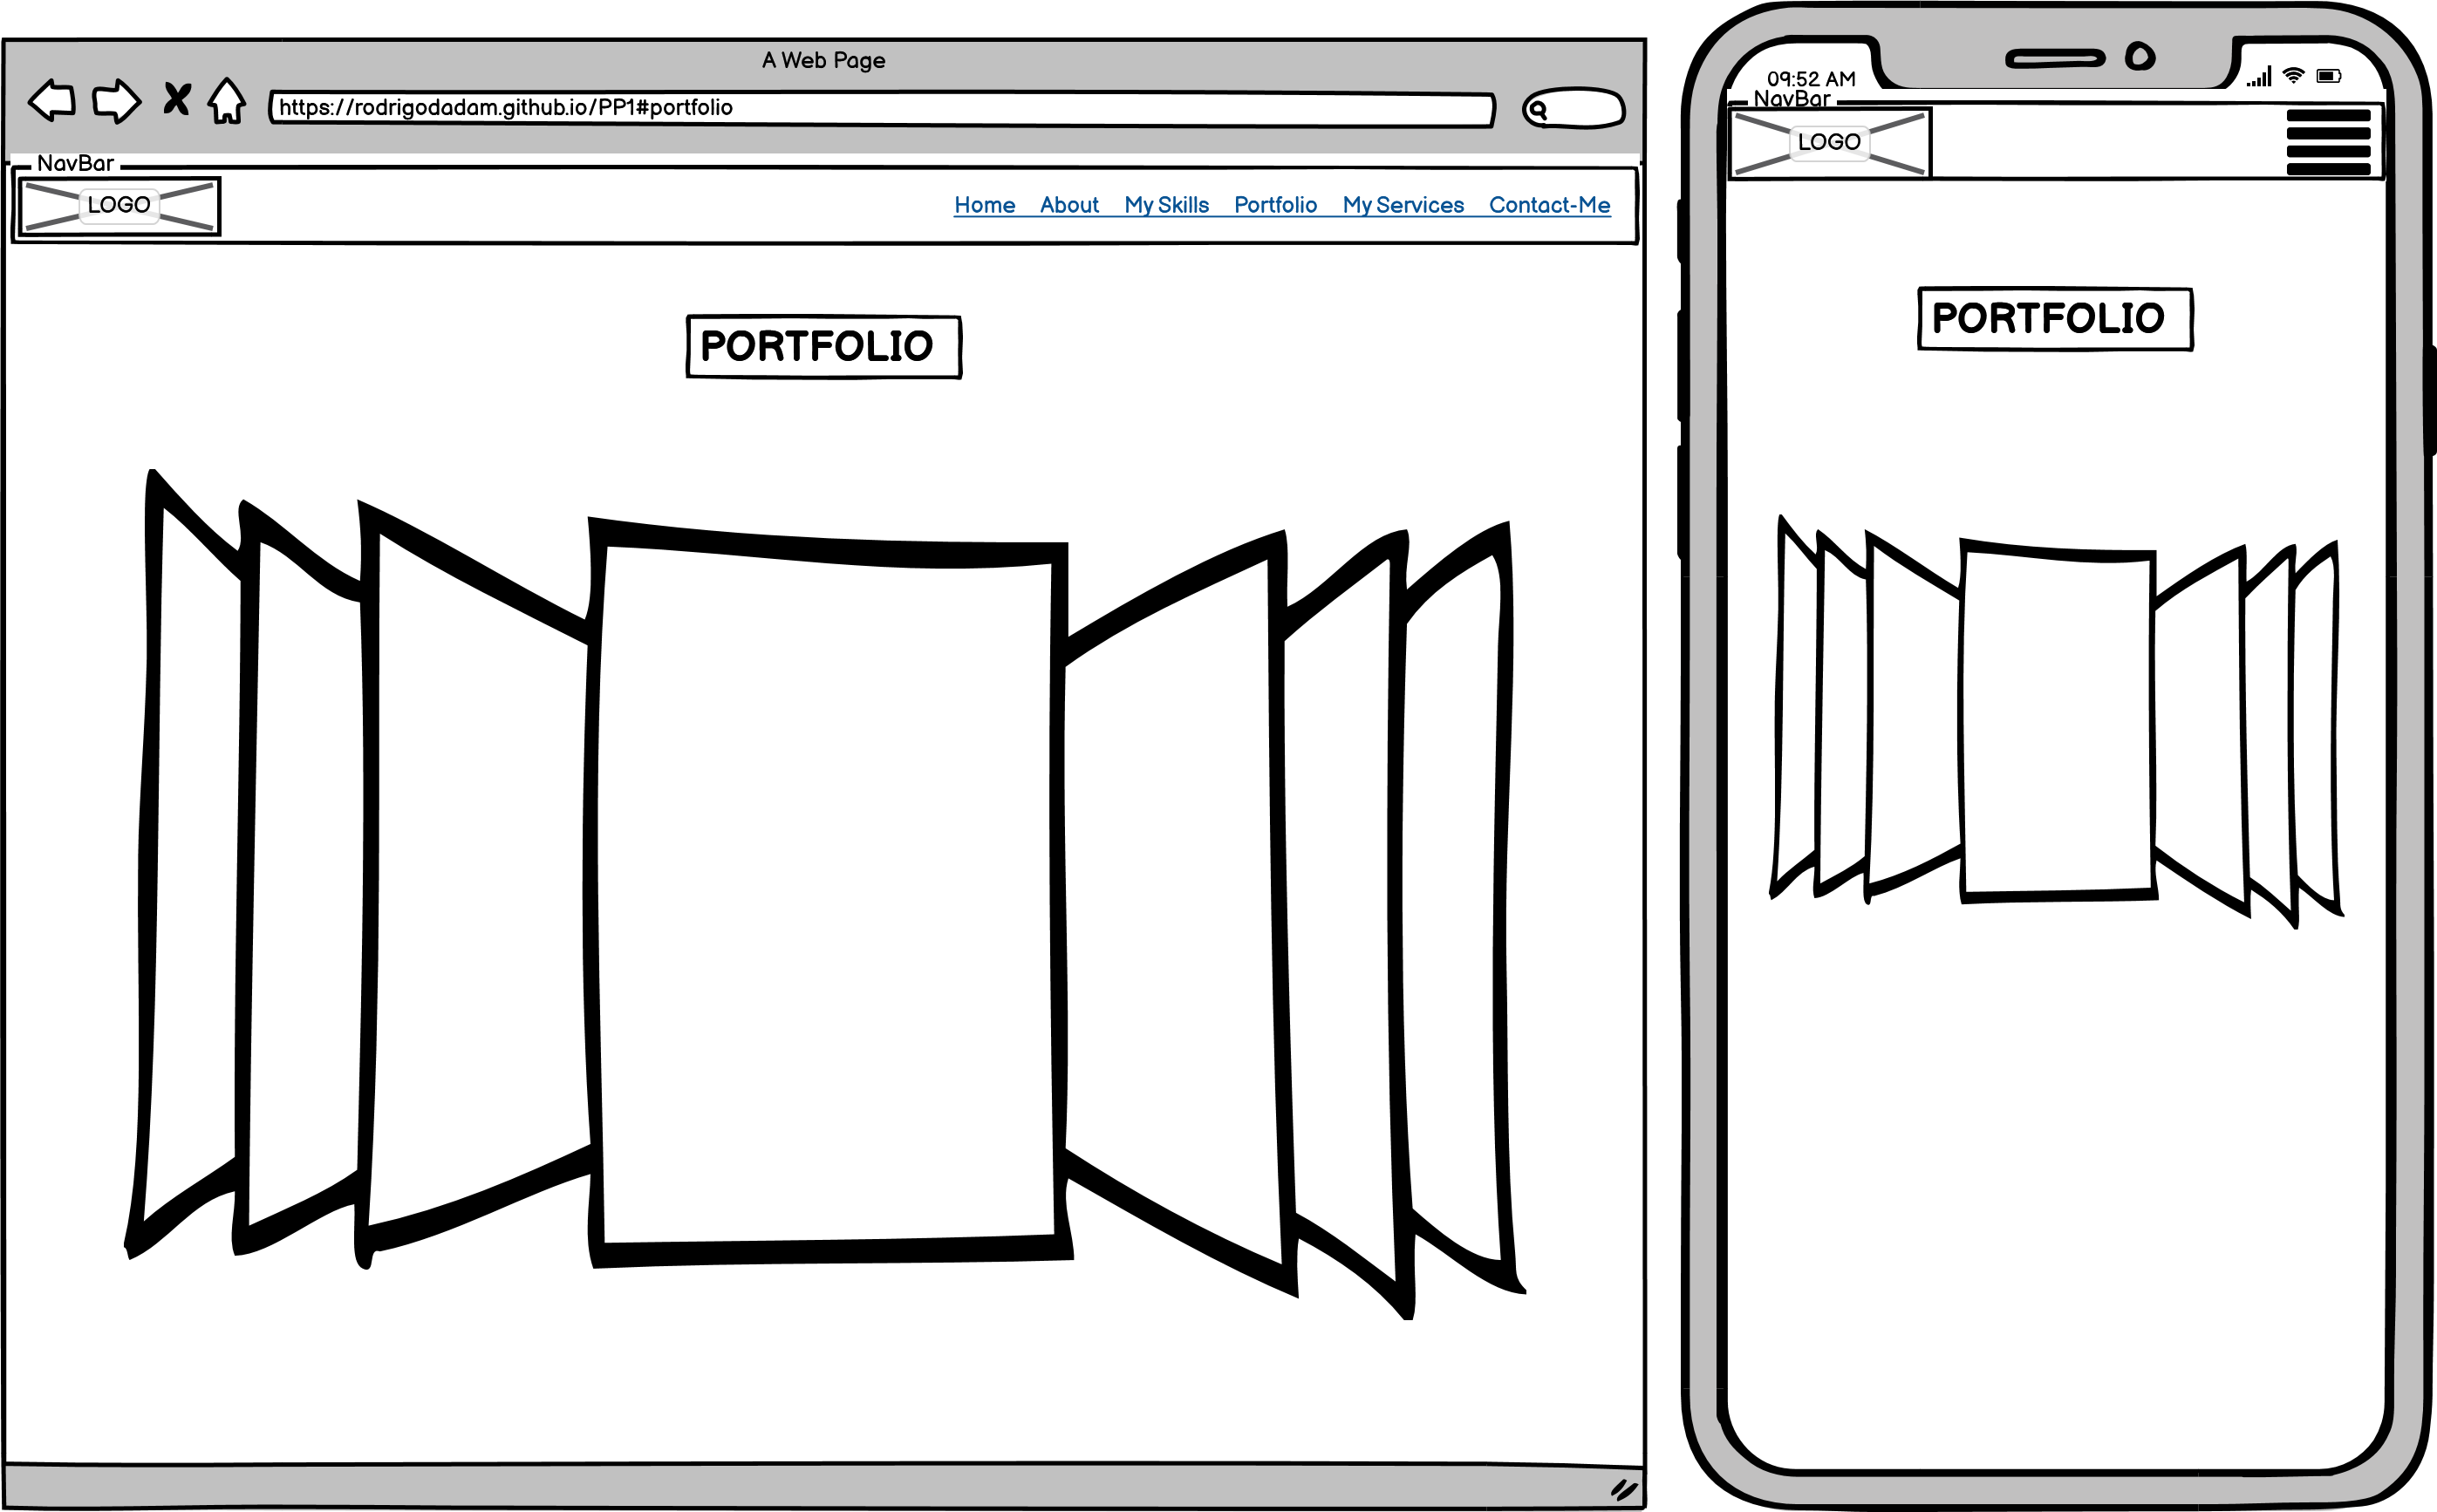 A Web Page
https://rodrigodadam.github.io/PP1#portfolio
NavBar
LOGO
Home About My Skills Portfolio My Services Contact-Me
PORTFOLIO
09:52 AM
NavBar
LOGO
PORTFOLIO